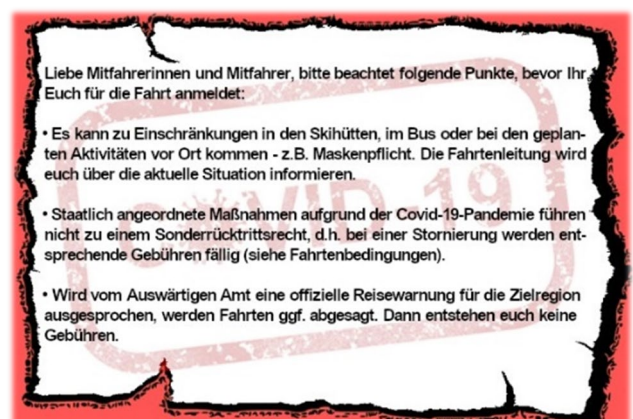 Liebe Mitfahrerinnen und Mitfahrer, bitte beachtet folgende Punkte, bevor Ihr
Euch für die Fahrt anmeldet:
• Es kann zu Einschränkungen in den Skihütten, im Bus oder bei den geplan-
ten Aktivitäten vor Ort kommen - z.B. Maskenpflicht. Die Fahrtenleitung wird
euch über die aktuelle Situation informieren.
• Staatlich angeordnete Maßnahmen aufgrund der Covid-19-Pandemie führen
nicht zu einem Sonderrücktrittsrecht, d.h. bei einer Stornierung werden ent-
sprechende Gebühren fällig (siehe Fahrtenbedingungen).
• Wird vom Auswärtigen Amt eine offizielle Reisewarnung für die Zielregion
ausgesprochen, werden Fahrten ggf. abgesagt. Dann entstehen euch keine
Gebühren.
COVID-19